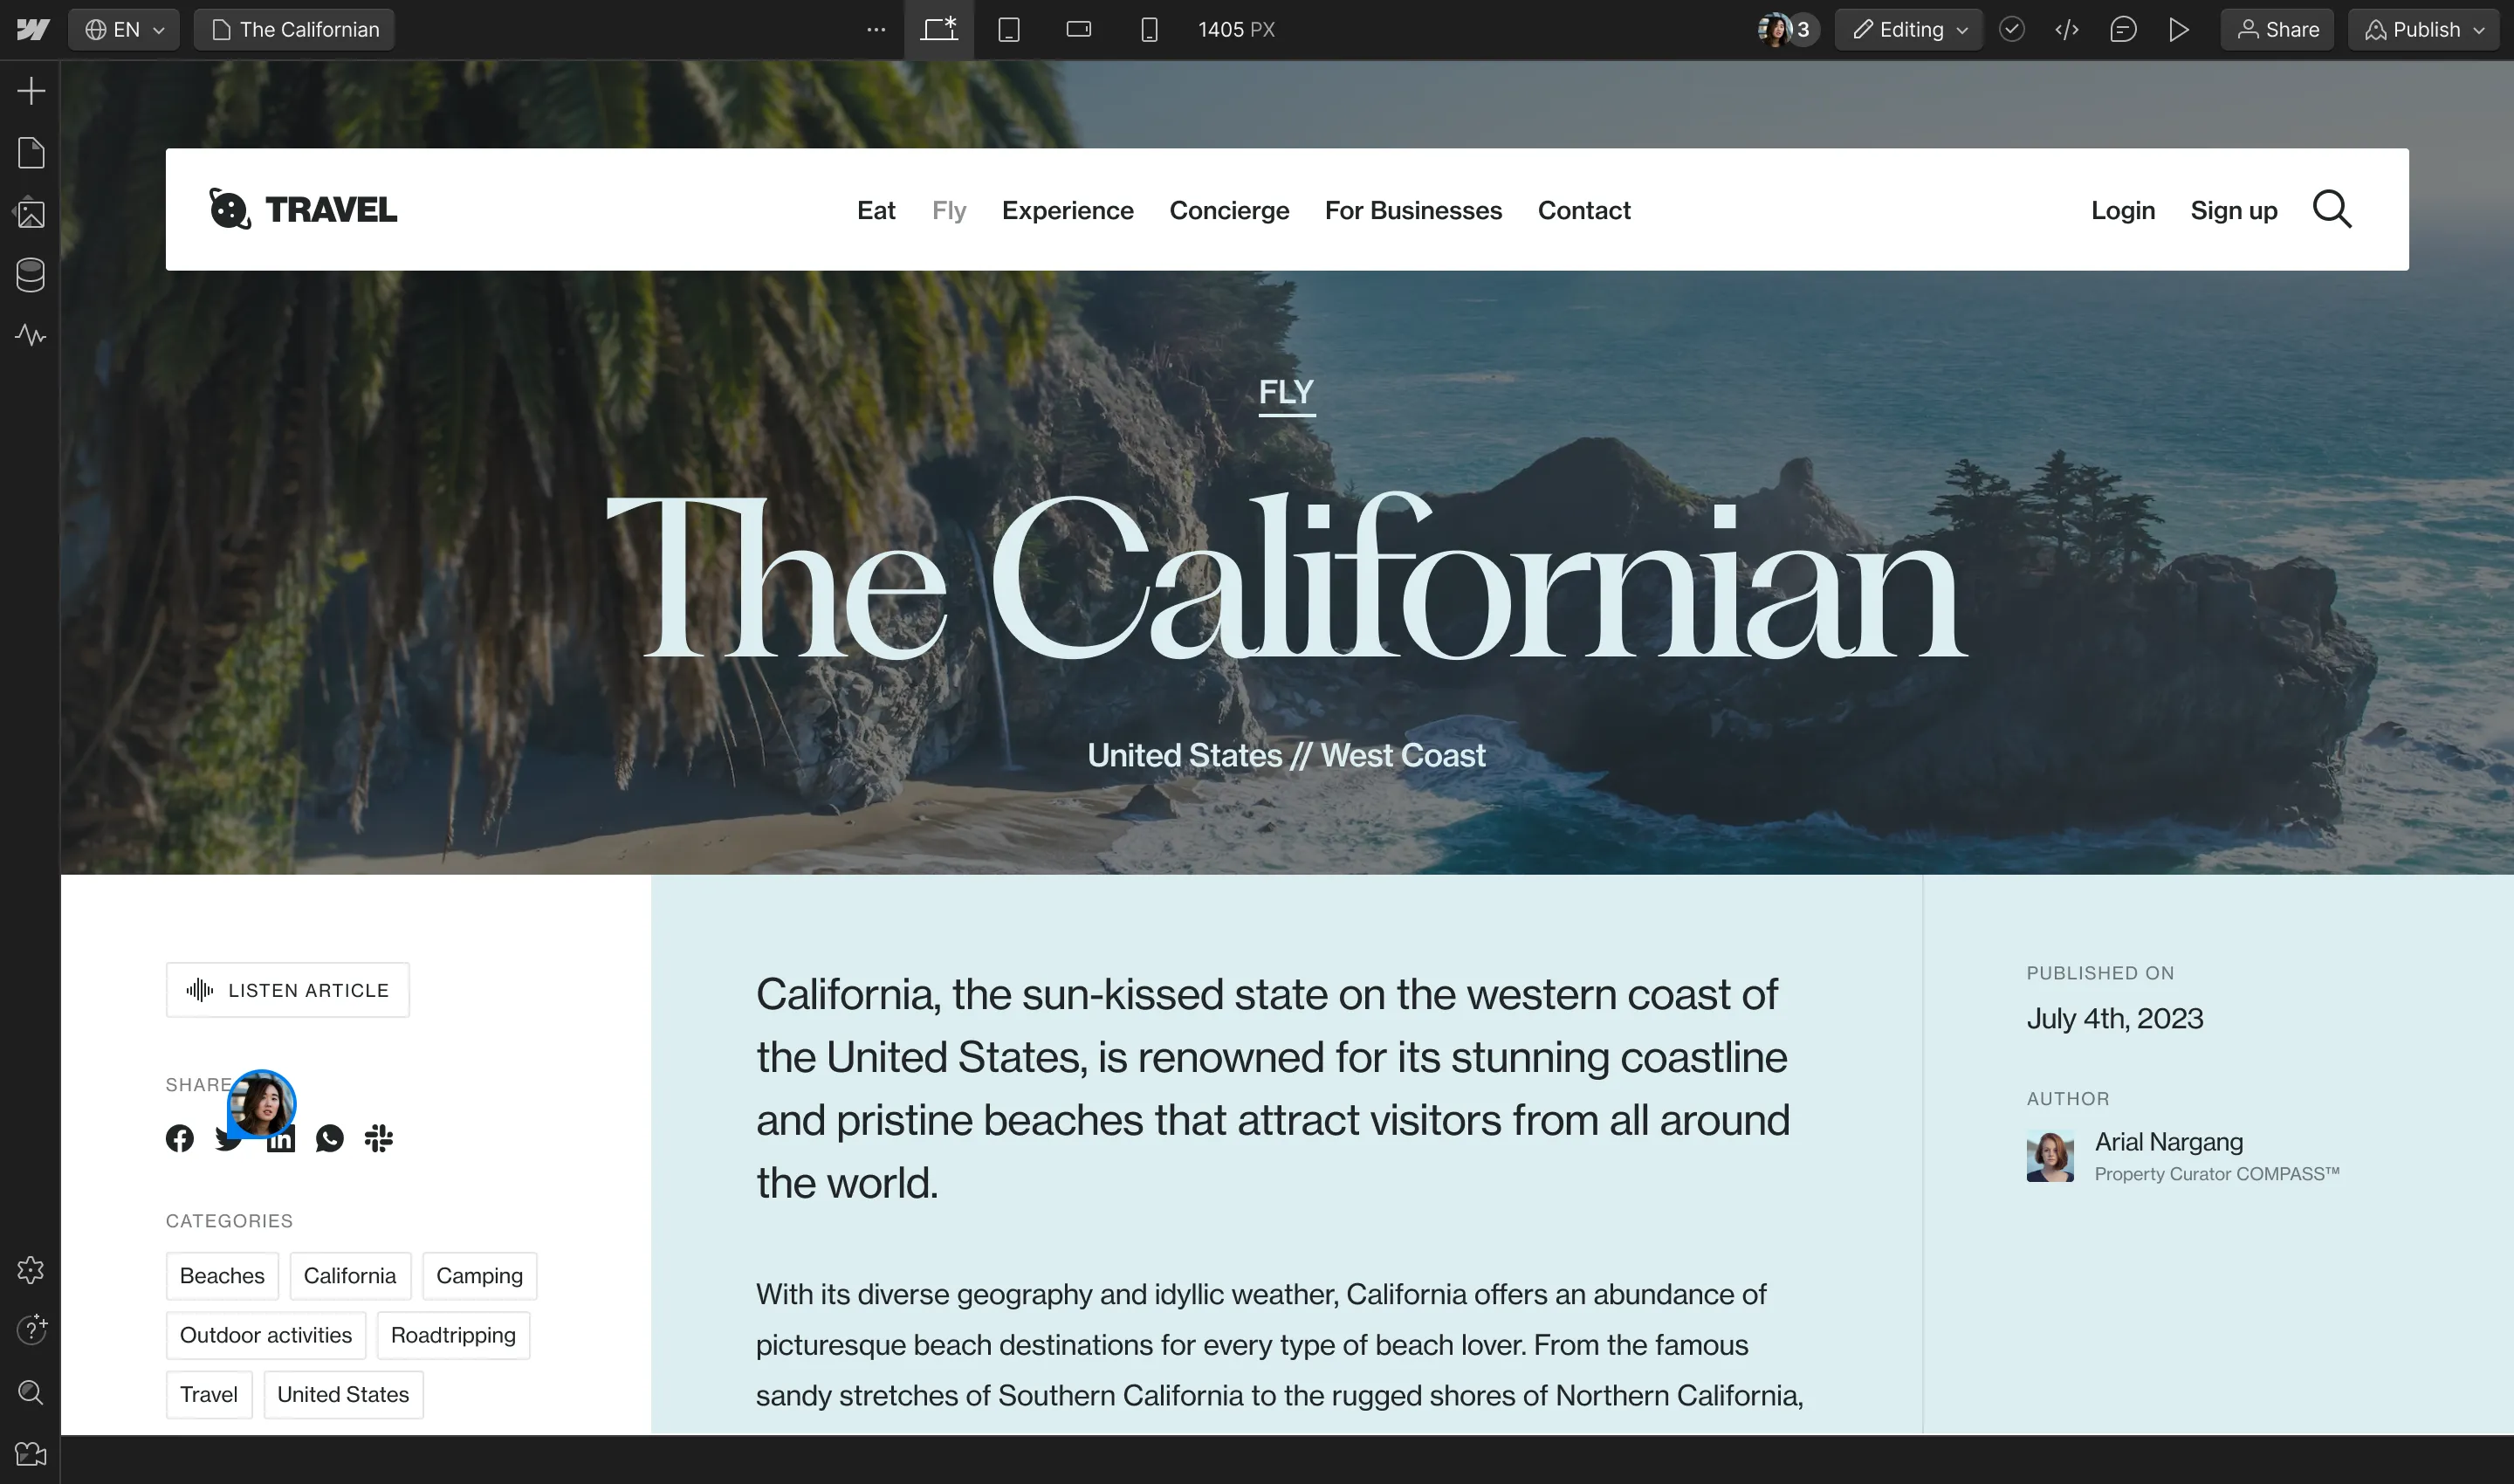 EN
The Californian
1405 PX
3
Editing
Share
Publish
TRAVEL
Eat
Fly
Experience
Concierge
For Businesses
Contact
Login
Sign up
FLY
The Californian
United States // West Coast
LISTEN ARTICLE
SHARE
CATEGORIES
Beaches
California
Camping
Outdoor activities
Roadtripping
Travel
United States
California, the sun-kissed state on the western coast of
the United States, is renowned for its stunning coastline
and pristine beaches that attract visitors from all around
the world.
With its diverse geography and idyllic weather, California offers an abundance of
picturesque beach destinations for every type of beach lover. From the famous
sandy stretches of Southern California to the rugged shores of Northern California,
PUBLISHED ON
July 4th, 2023
AUTHOR
Arial Nargang
Property Curator COMPASS™